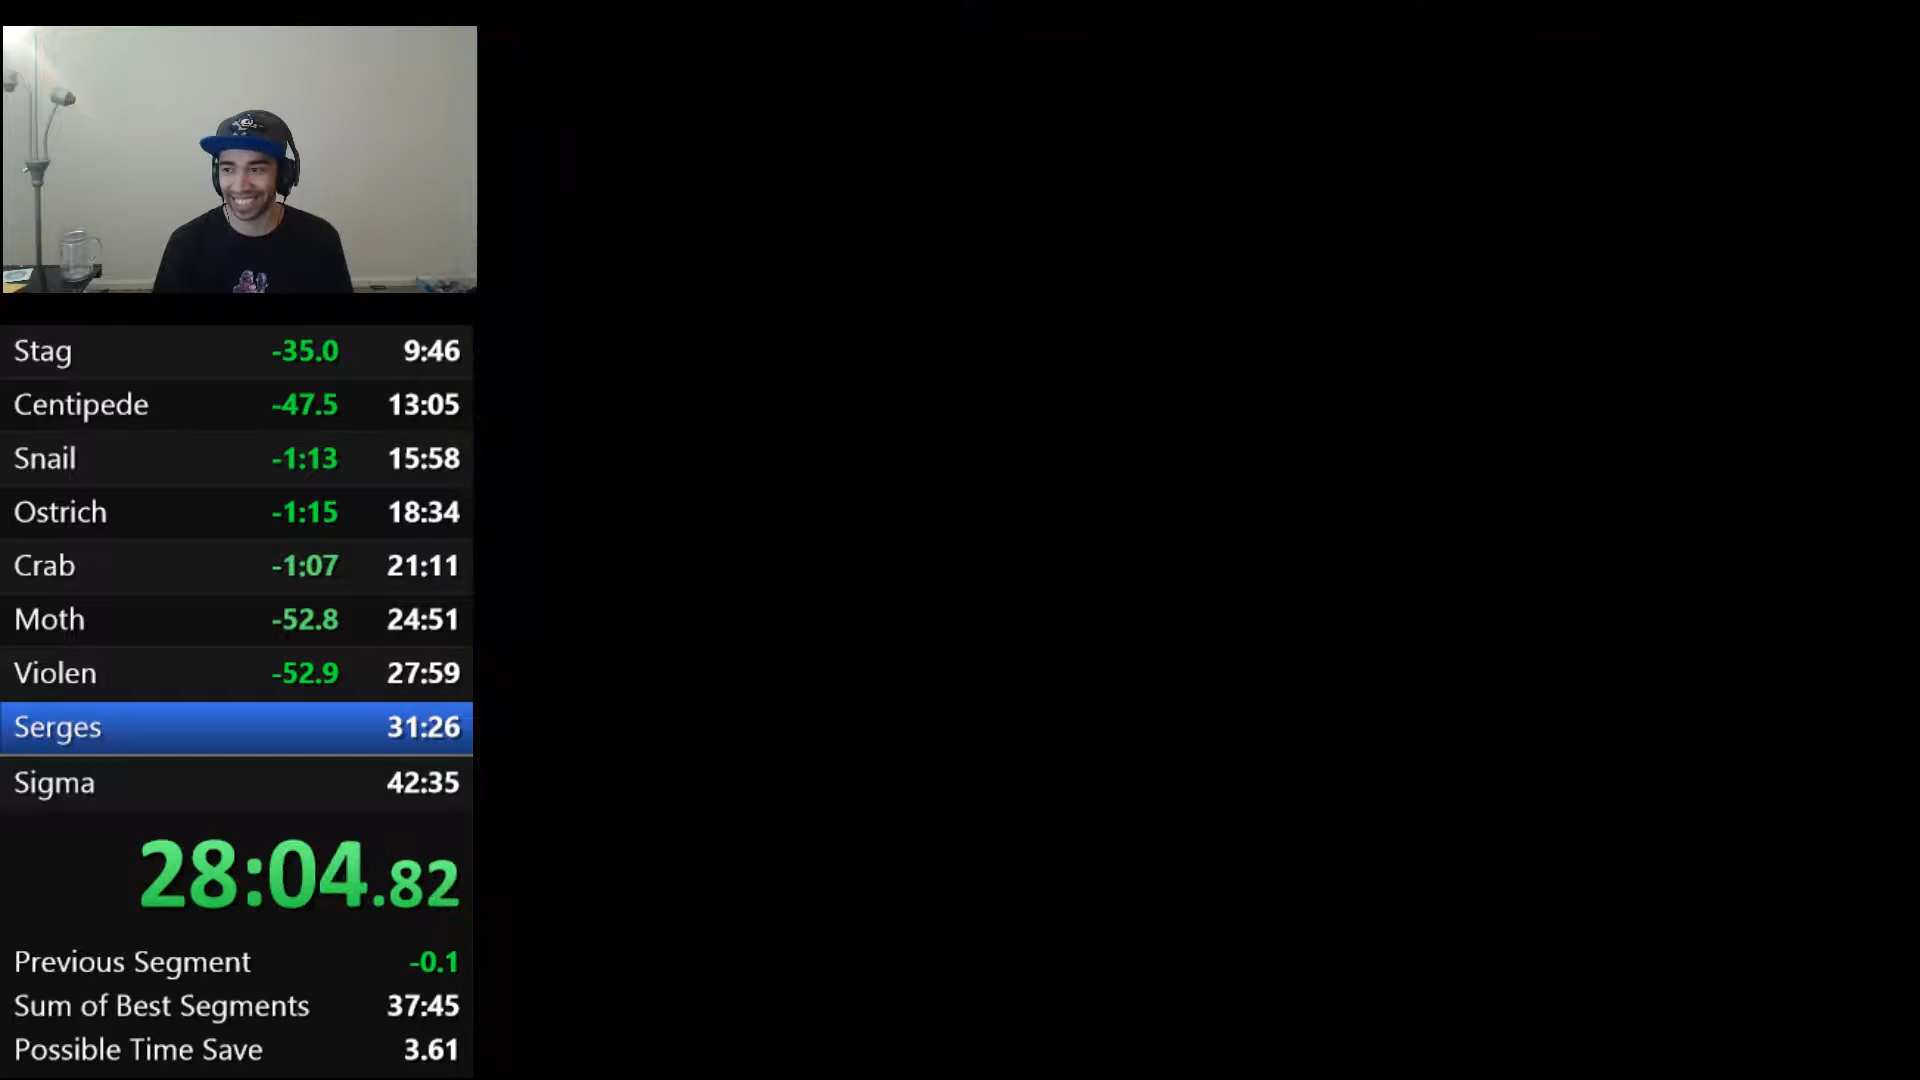 Stag -35.0 9:46
Centipede -47.5 13:05
Snail -1:13 15:58
Ostrich -1:15 18:34
Crab -1:07 21:11
Moth -52.8 24:51
Violen -52.9 27:59
Serges 31:26
Sigma 42:35
28:04.82
Previous Segment -0.1
Sum of Best Segments 37:45
Possible Time Save 3.61